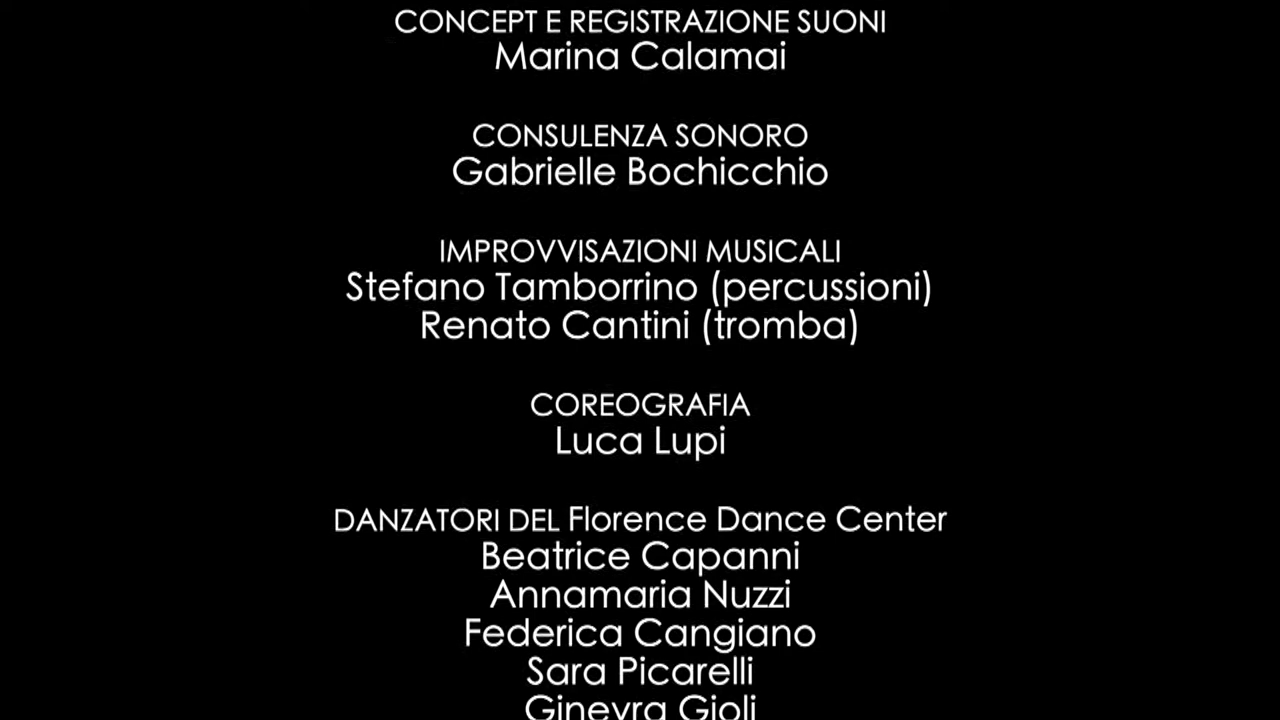 CONCEPT E REGISTRAZIONE SUONI
Marina Calamai
CONSULENZA SONORO
Gabrielle Bochicchio
IMPROVVISAZIONI MUSICALI
Stefano Tamborrino (percussioni)
Renato Cantini (tromba)
COREOGRAFIA
Luca Lupi
DANZATORI DEL Florence Dance Center
Beatrice Capanni
Annamaria Nuzzi
Federica Cangiano
Sara Picarelli
Ginevra Gioli